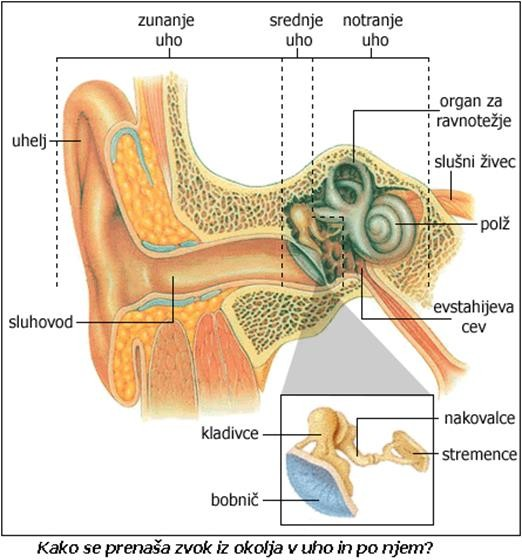 zunanje
uho
srednje
uho
notranje
uho
organ za
ravnotežje
uhelj
slušni živec
polž
sluhovod
evstahijeva
cev
kladivce
nakovalce
stremence
bobnič
Kako se prenaša zvok iz okolja v uho in po njem?